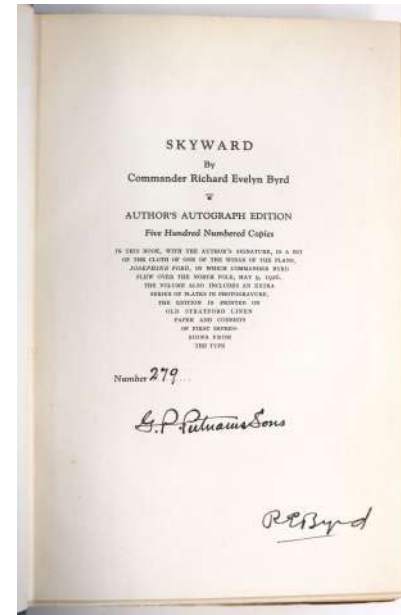 SKYWARD
By
Commander Richard Evelyn Byrd
AUTHOR'S AUTOGRAPH EDITION
Five Hundred Numbered Copies
IN THIS BOOK, WITH THE AUTHOR'S SIGNATURE, IS A BIT
OF THE CLOTH OF ONE OF THE WINGS OF THE PLANE,
JOSEPHINE FORD, IN WHICH COMMANDER BYRD
FLEW OVER THE NORTH POLE, MAY 9, 1926.
THE VOLUME ALSO INCLUDES AN EXTRA
SERIES OF PLATES IN PHOTOGRAVURE.
THE EDITION IS PRINTED ON
OLD STRATFORD LINEN
PAPER AND CONSISTS
OF FIRST IMPRES-
SIONS FROM
THE TYPE
Number 279...
G. P. Putnams Sons
R E Byrd